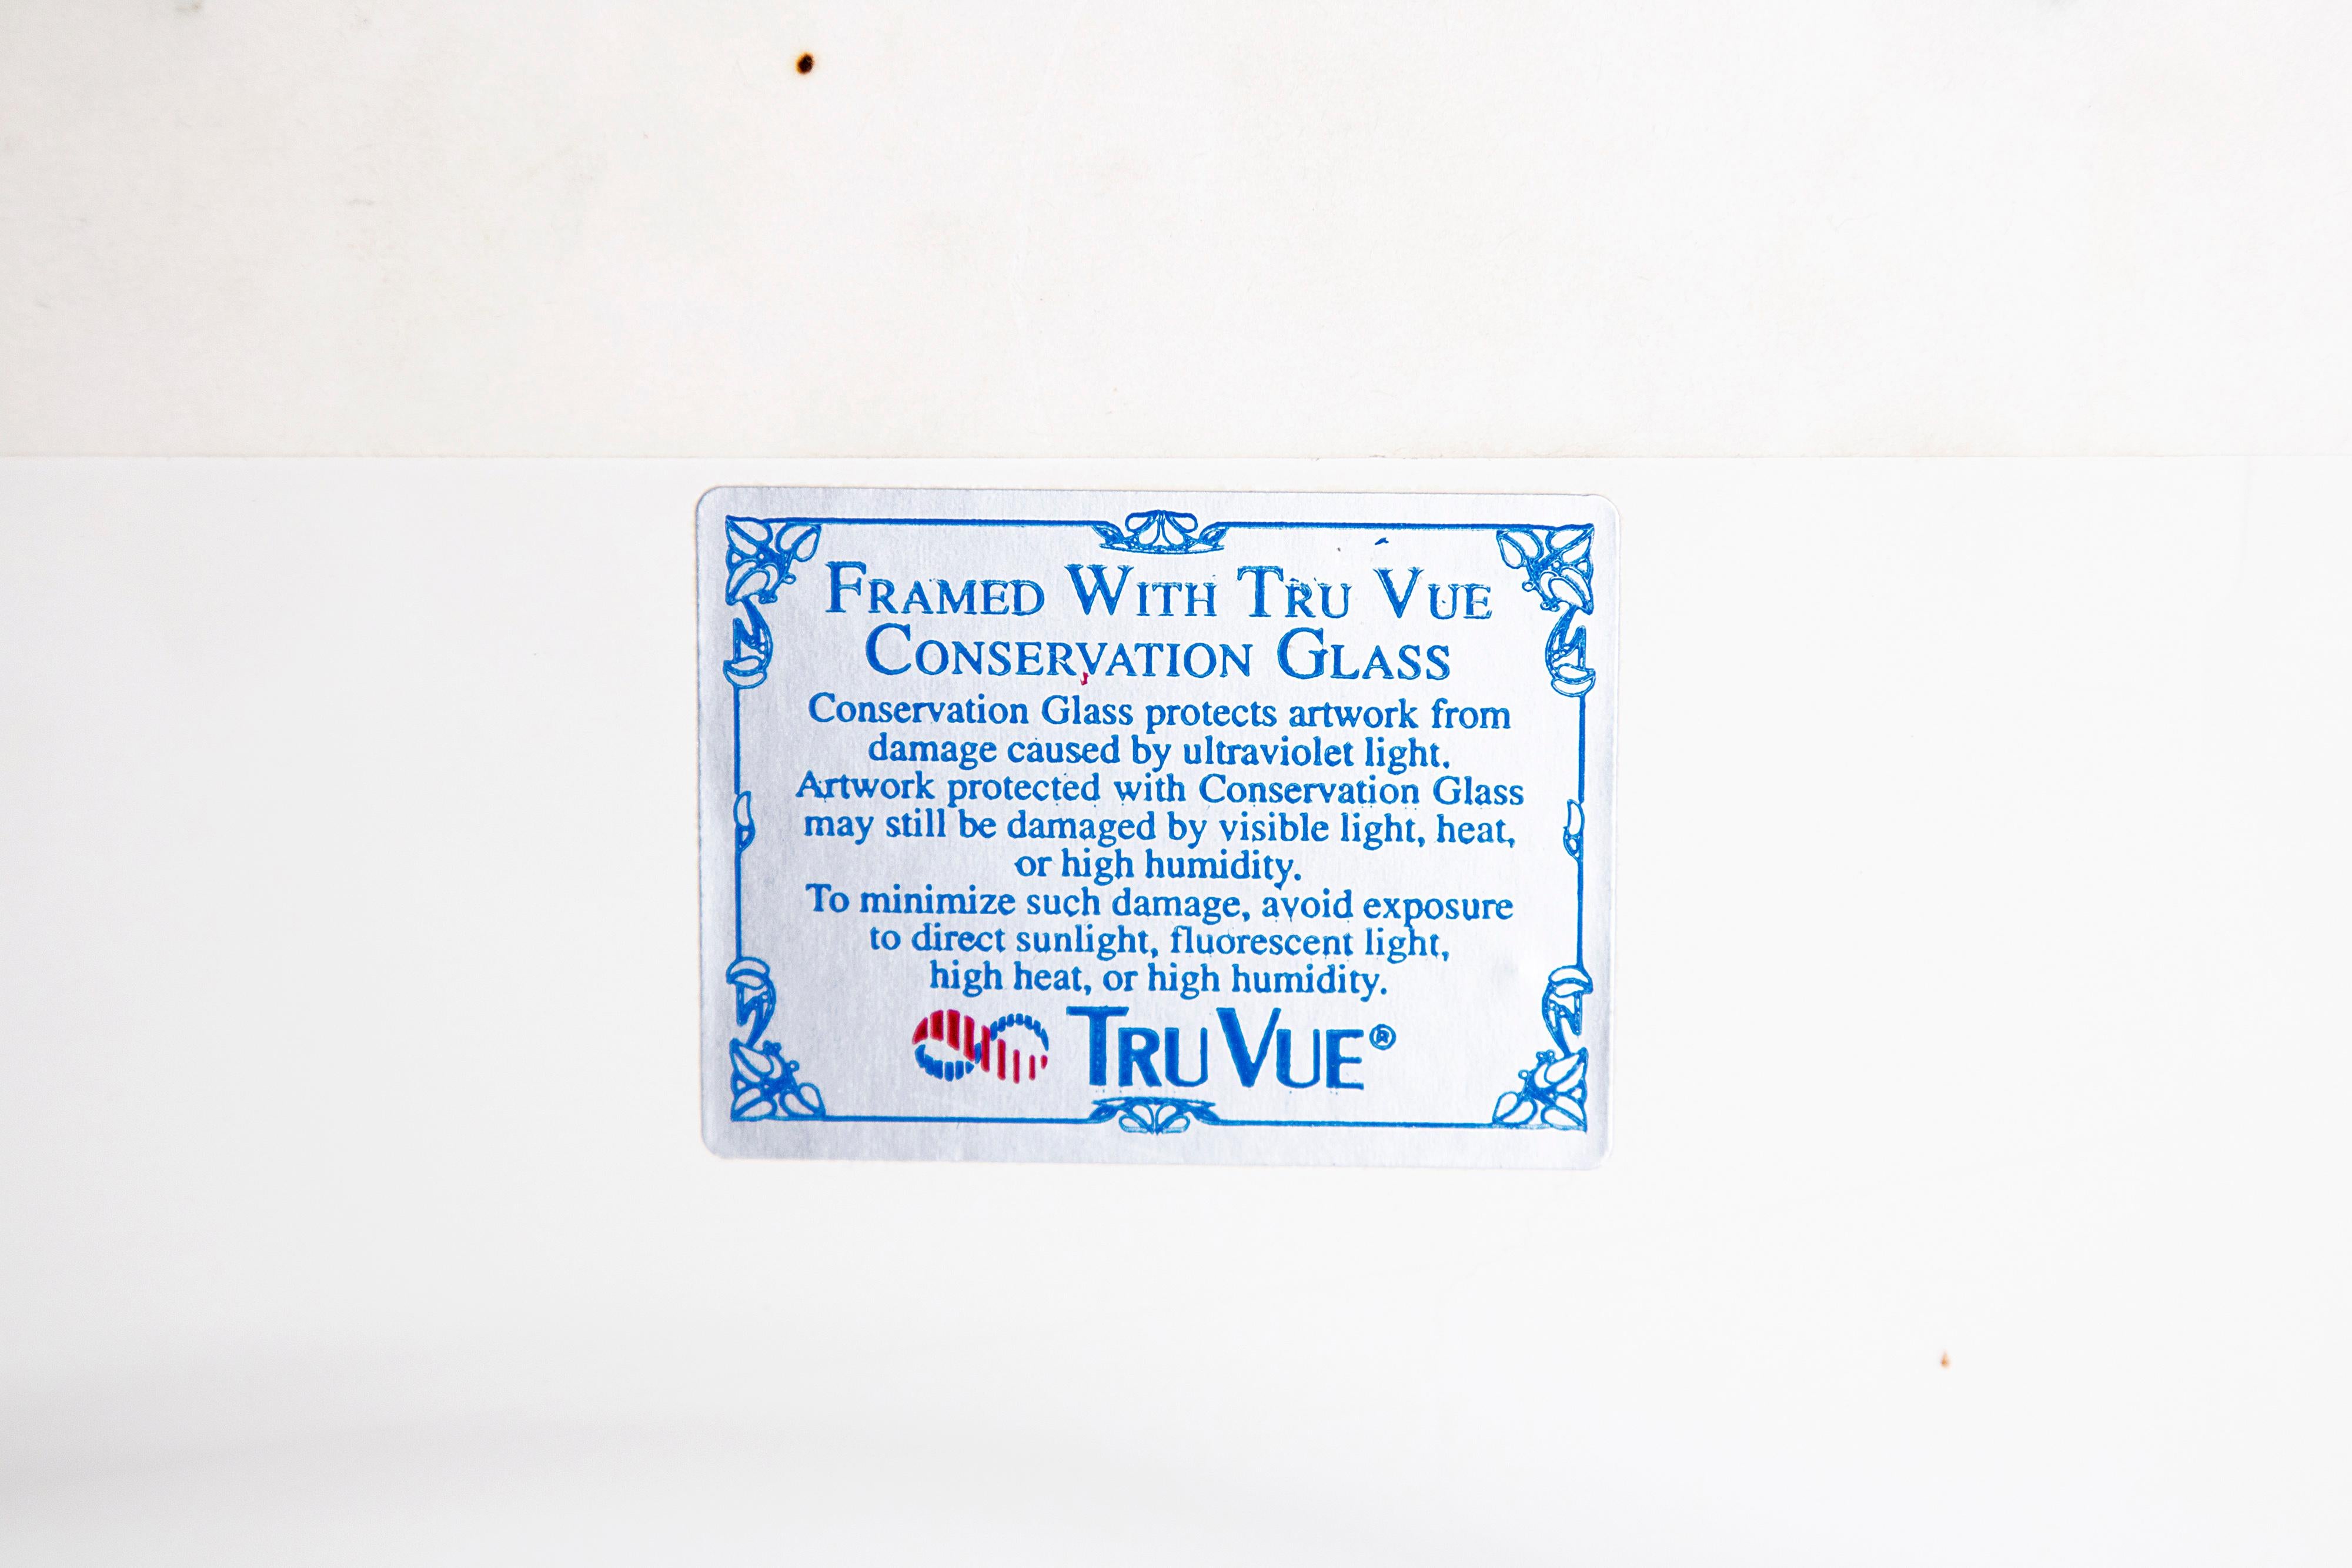 FRAMED WITH TRU VUE
CONSERVATION GLASS
Conservation Glass protects artwork from
damage caused by ultraviolet light.
Artwork protected with Conservation Glass
may still be damaged by visible light, heat,
or high humidity.
To minimize such damage, avoid exposure
to direct sunlight, fluorescent light,
high heat, or high humidity.
TRU VUE®